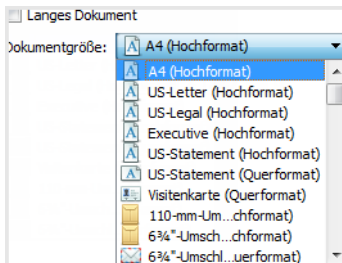 Langes Dokument
Dokumentgröße: A4 (Hochformat)
A4 (Hochformat)
US-Letter (Hochformat)
US-Legal (Hochformat)
Executive (Hochformat)
US-Statement (Hochformat)
US-Statement (Querformat)
Visitenkarte (Querformat)
110-mm-Um...chformat)
6¾"-Umsch...chformat)
6¾"-Umschl...uerformat)